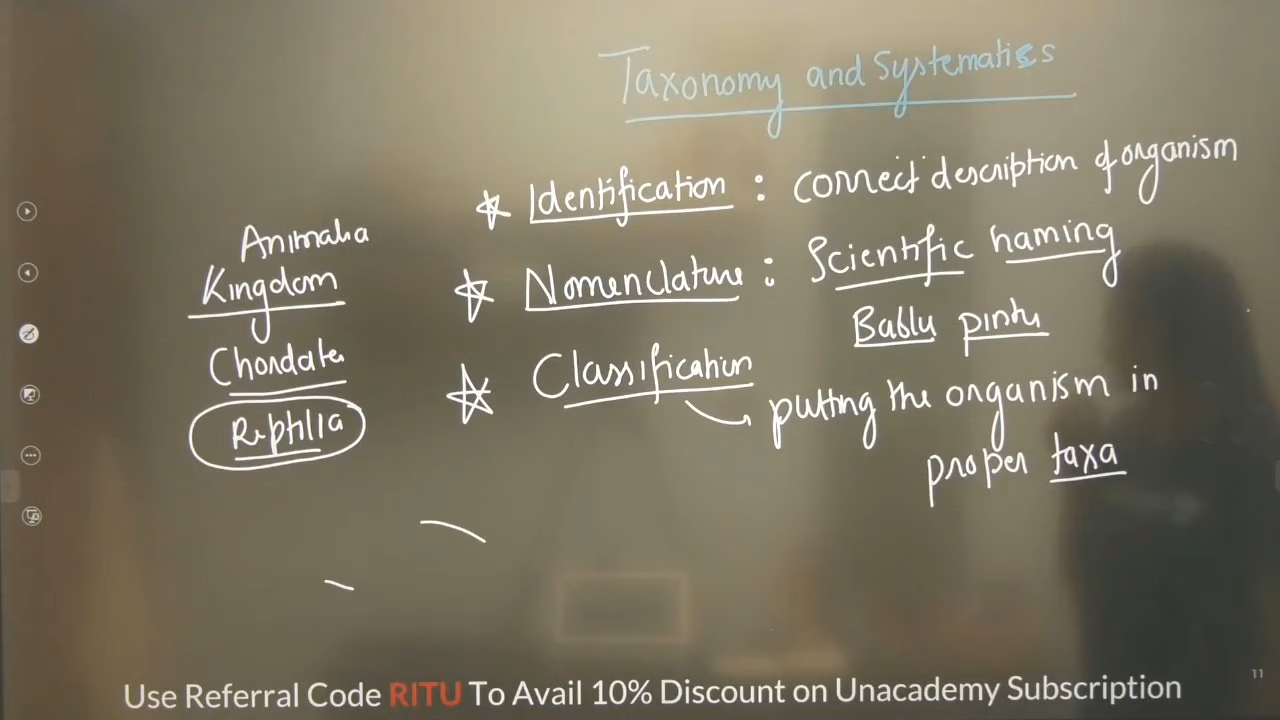 Taxonomy and Systematics
Identification : correct description of organism
Nomenclature : Scientific naming
Bablu pintu
Classification
putting the organism in
proper taxa
Animalia
Kingdom
Chordata
Reptilia
11
Use Referral Code RITU To Avail 10% Discount on Unacademy Subscription